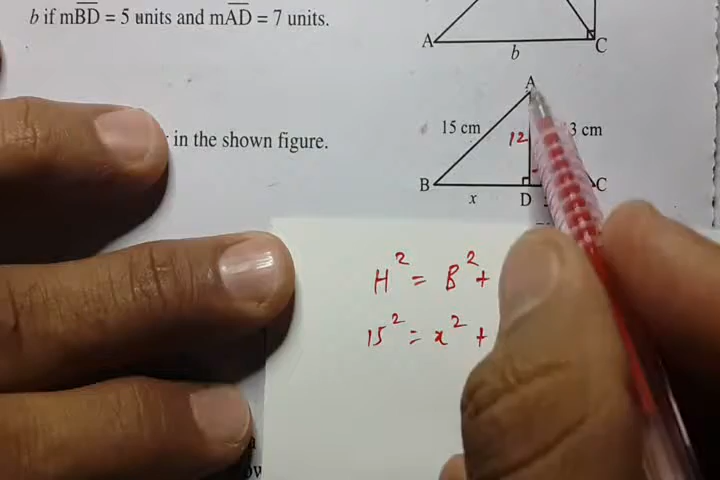 b if mBD = 5 units and mAD = 7 units.
A
b
C
in the shown figure.
A
15 cm
12
3 cm
B
x
D
C
H² = B² +
15² = x² +